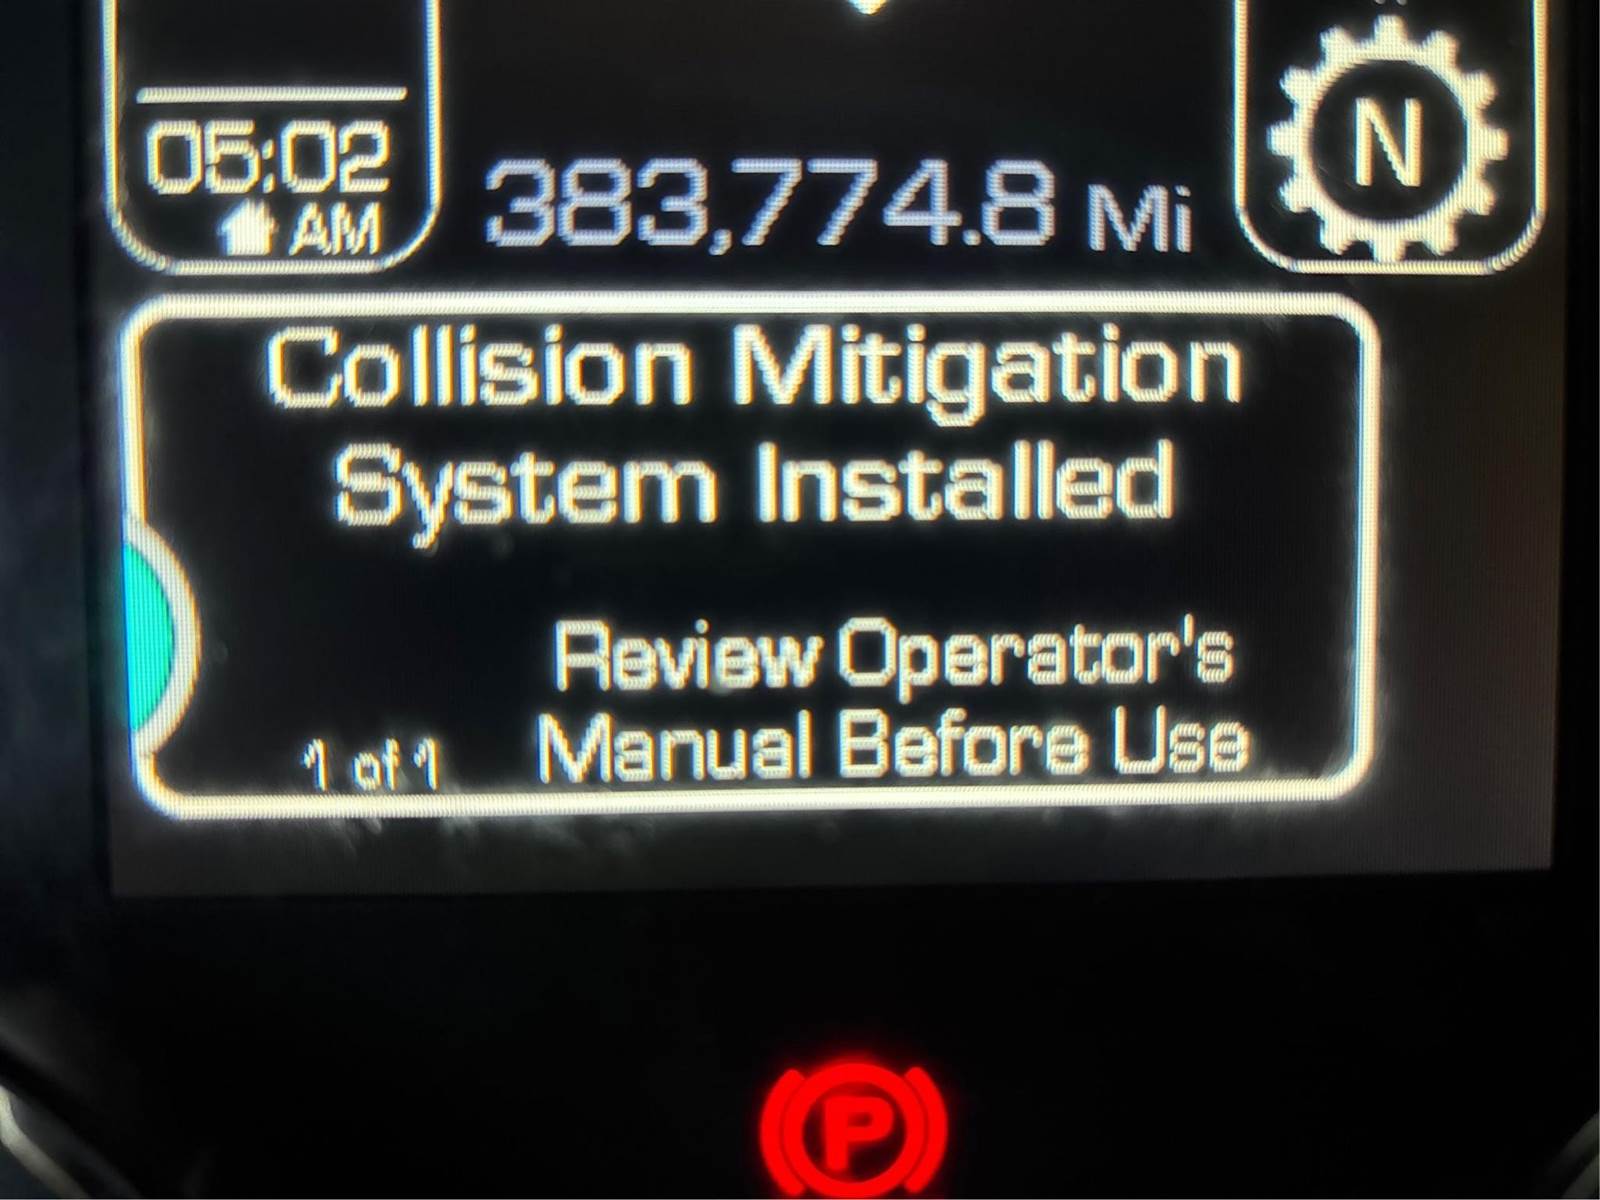 05:02
AM
383,774.8 Mi
N
Collision Mitigation
System Installed
Review Operator's
Manual Before Use
1 of 1
P